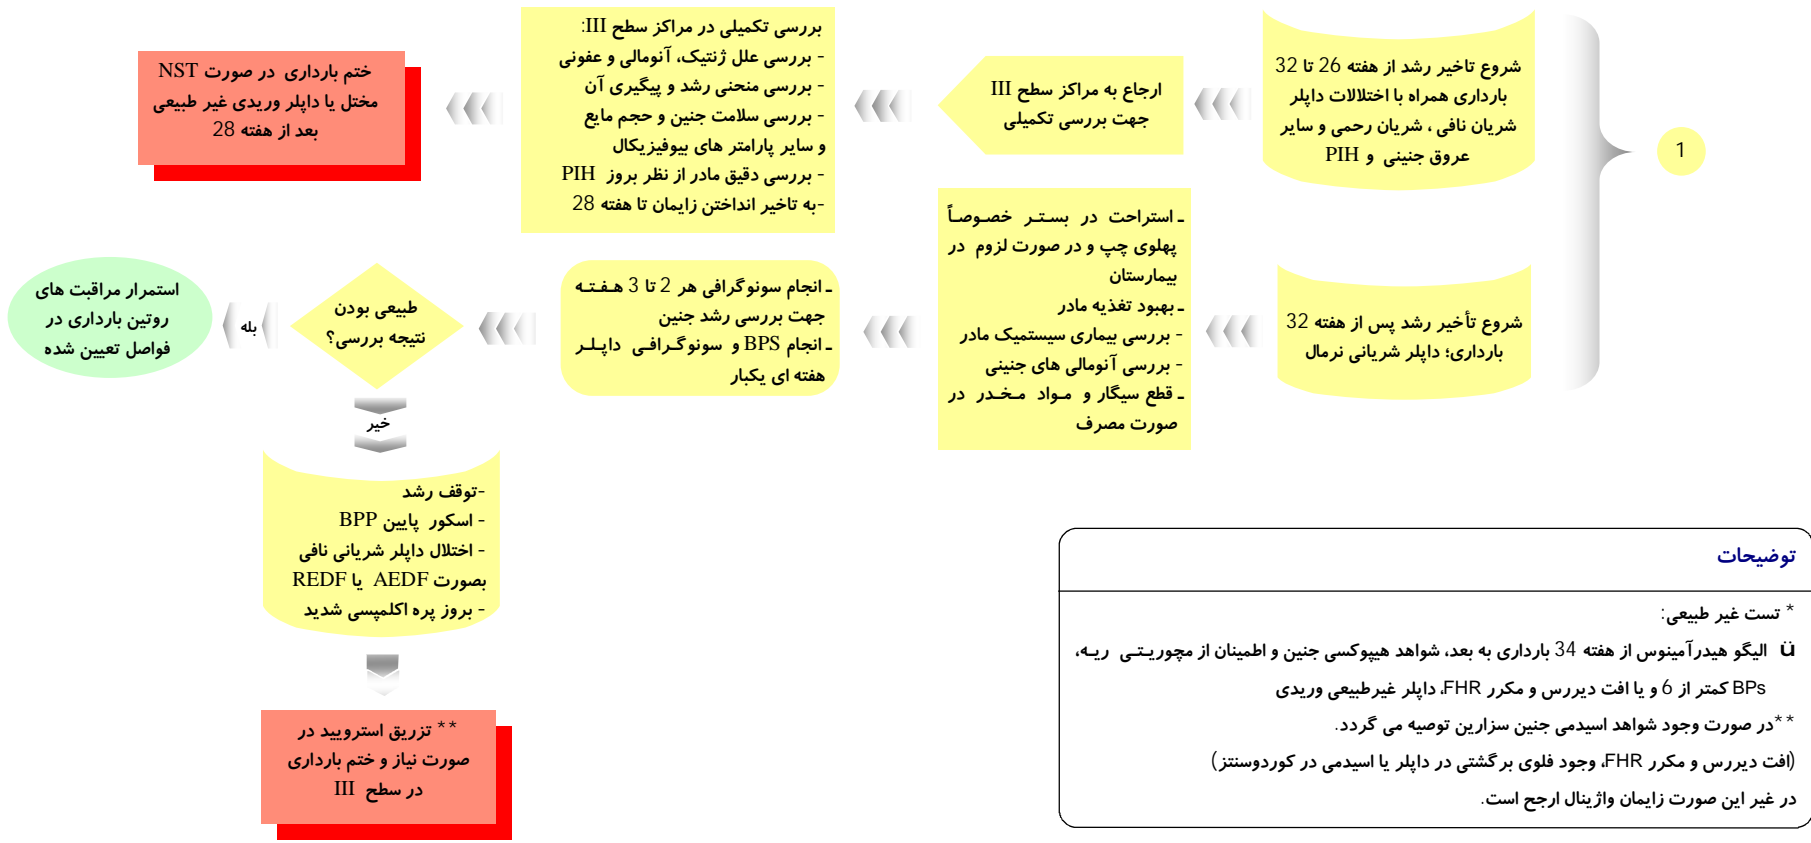 1
شروع تاخیر رشد از هفته 26 تا 32
بارداری همراه با اختلالات داپلر
شریان نافی ، شریان رحمی و سایر
عروق جنینی و PIH
ارجاع به مراکز سطح III
جهت بررسی تکمیلی
بررسی تکمیلی در مراکز سطح III:
- بررسی علل ژنتیک، آنومالی و عفونی
- بررسی منحنی رشد و پیگیری آن
- بررسی سلامت جنین و حجم مایع
و سایر پارامتر های بیوفیزیکال
- بررسی دقیق مادر از نظر بروز PIH
-به تاخیر انداختن زایمان تا هفته 28
ختم بارداری در صورت NST
مختل یا داپلر وریدی غیر طبیعی
بعد از هفته 28
شروع تأخیر رشد پس از هفته 32
بارداری؛ داپلر شریانی نرمال
ـ استراحت در بستر خصوصاً
پهلوی چپ و در صورت لزوم در
بیمارستان
ـ بهبود تغذیه مادر
- بررسی بیماری سیستمیک مادر
- بررسی آنومالی های جنینی
ـ قطع سیگار و مواد مخدر در
صورت مصرف
ـ انجام سونوگرافی هر 2 تا 3 هفته
جهت بررسی رشد جنین
ـ انجام BPS و سونوگرافی داپلر
هفته ای یکبار
طبیعی بودن
نتیجه بررسی؟
بله
استمرار مراقبت های
روتین بارداری در
فواصل تعیین شده
خیر
-توقف رشد
- اسکور پایین BPP
- اختلال داپلر شریانی نافی
بصورت AEDF یا REDF
- بروز پره اکلمپسی شدید
** تزریق استرویید در
صورت نیاز و ختم بارداری
در سطح III
توضیحات
* تست غیر طبیعی:
ü الیگو هیدرآمینوس از هفته 34 بارداری به بعد، شواهد هیپوکسی جنین و اطمینان از مچوریتی ریه،
BPs کمتر از 6 و یا افت دیررس و مکرر FHR، داپلر غیرطبیعی وریدی
**در صورت وجود شواهد اسیدمی جنین سزارین توصیه می گردد.
(افت دیررس و مکرر FHR، وجود فلوی برگشتی در داپلر یا اسیدمی در کوردوسنتز)
در غیر این صورت زایمان واژینال ارجح است.